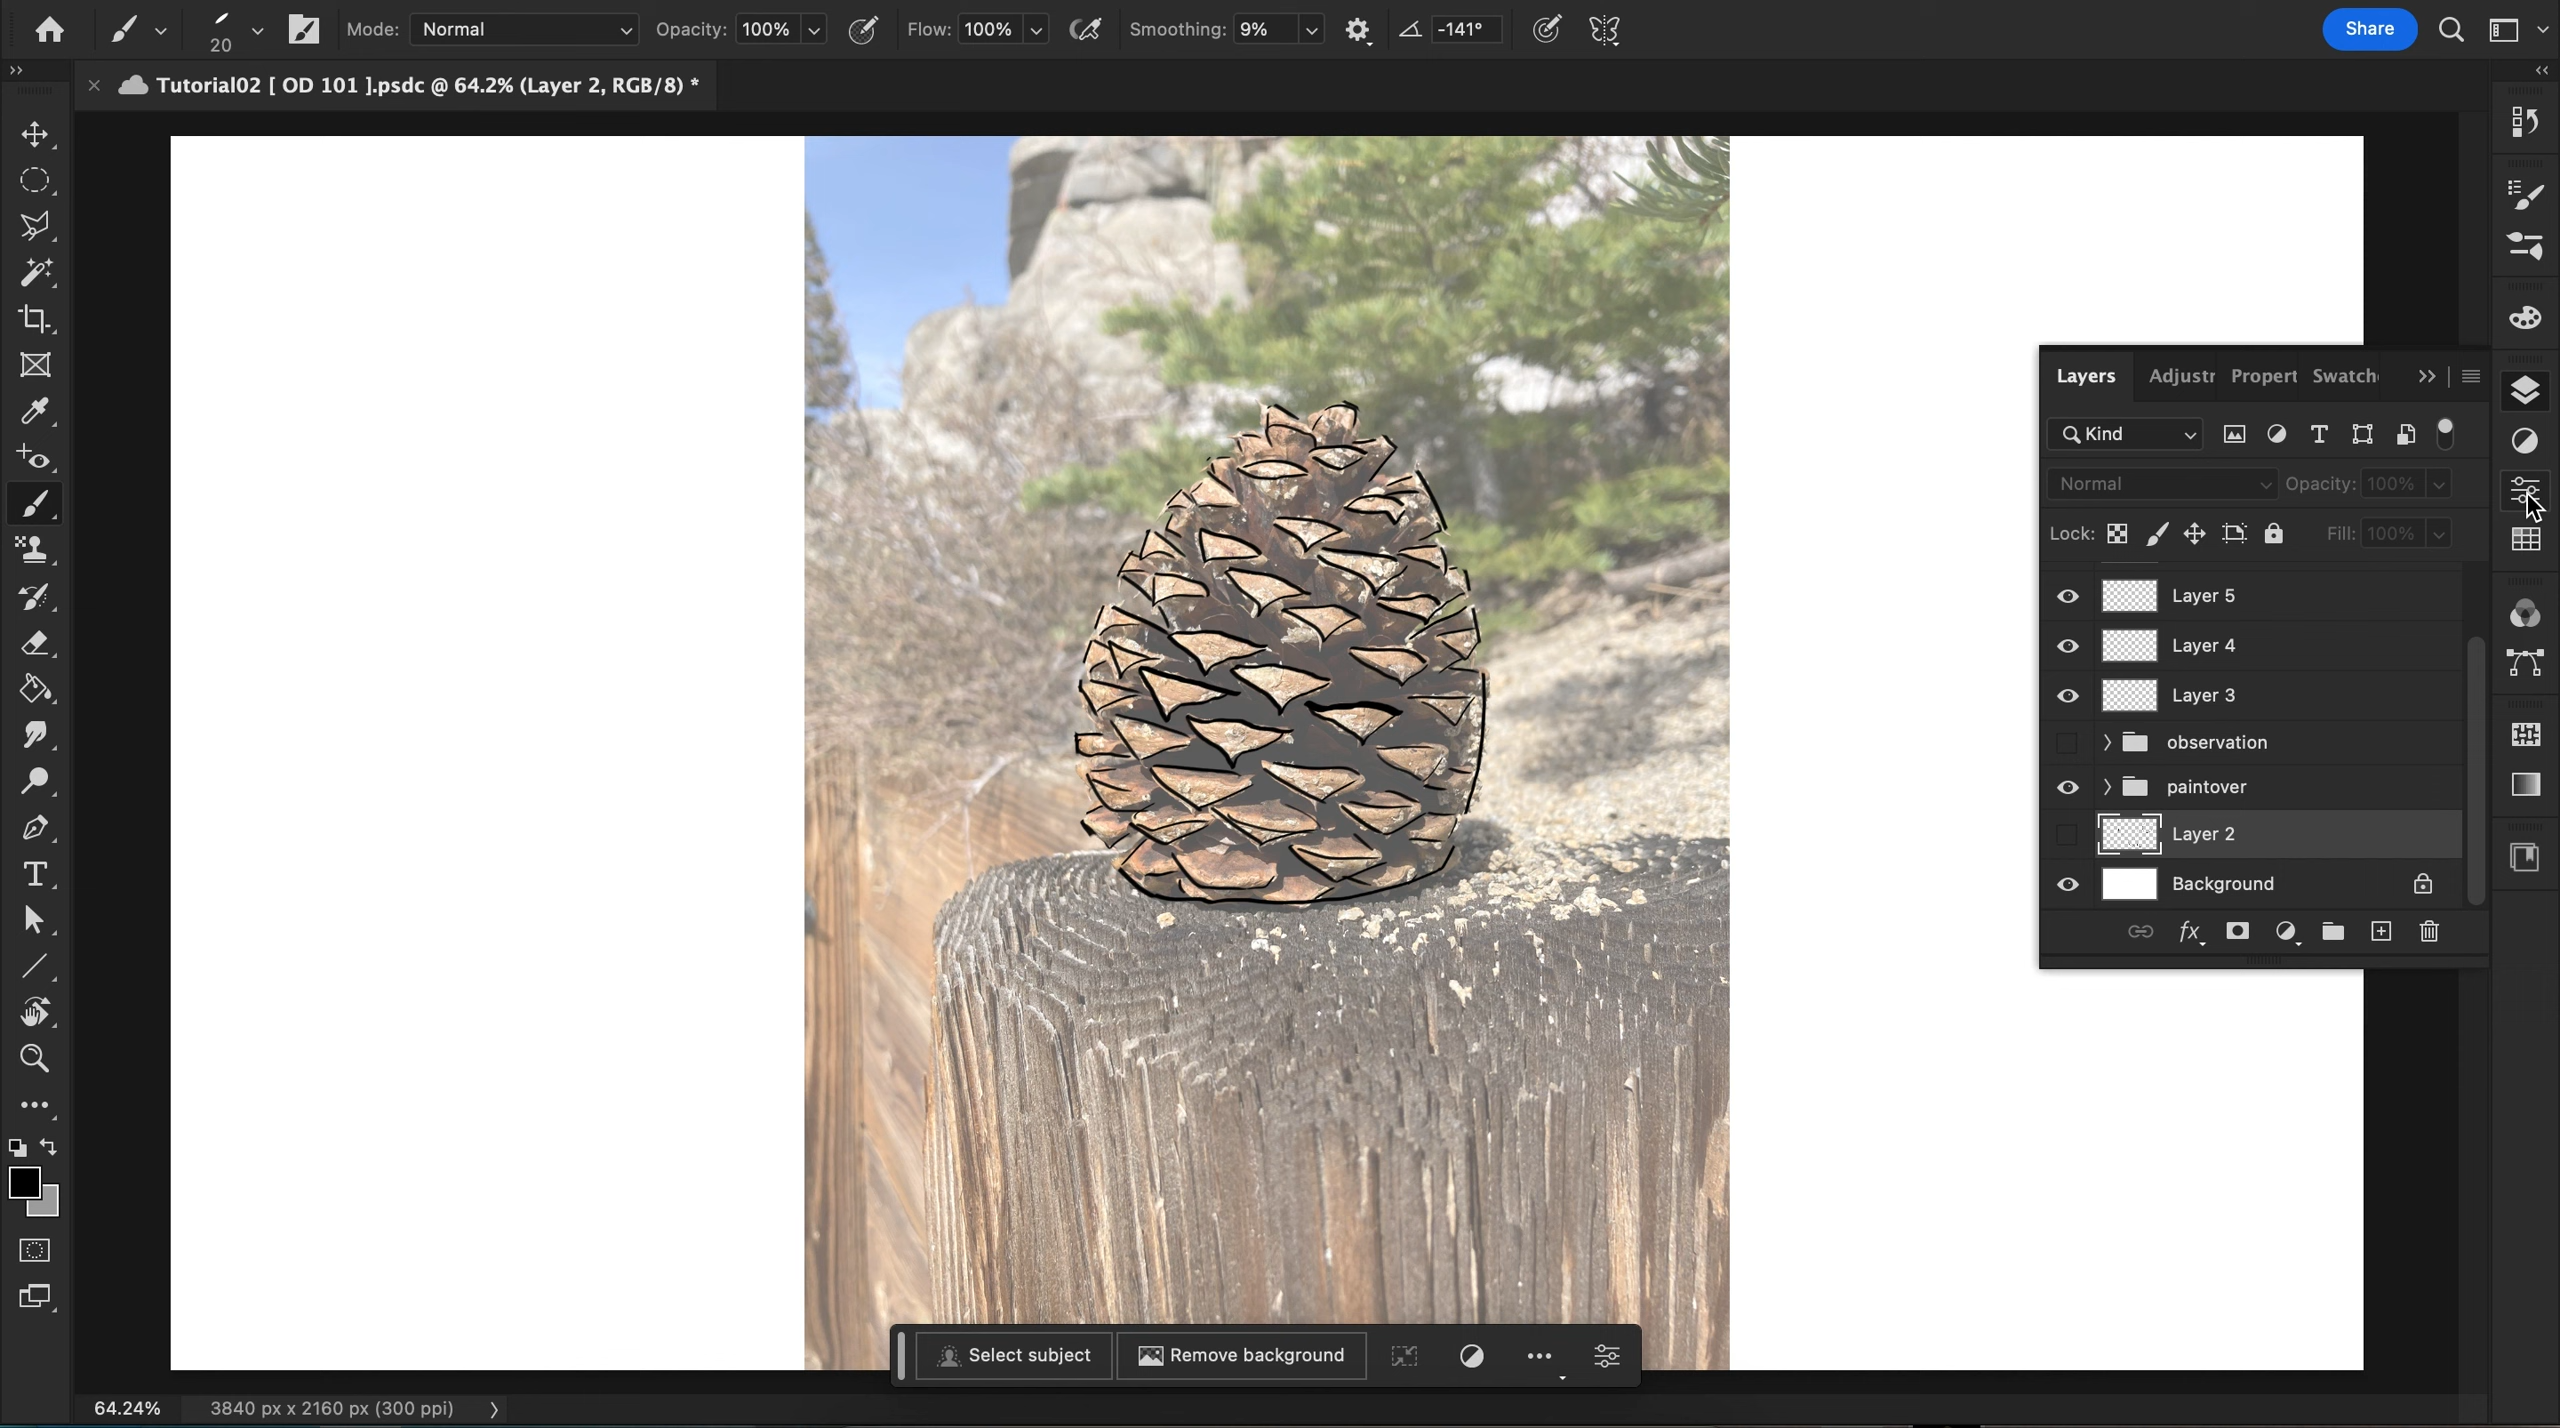 20 Mode: Normal Opacity: 100% Flow: 100% Smoothing: 9% -141° Share
Tutorial02 [ OD 101 ].psdc @ 64.2% (Layer 2, RGB/8) *
Layers Adjustr Propert Swatch
Kind
Normal Opacity: 100%
Lock: Fill: 100%
Layer 5
Layer 4
Layer 3
observation
paintover
Layer 2
Background
fx
Select subject Remove background
64.24% 3840 px x 2160 px (300 ppi)